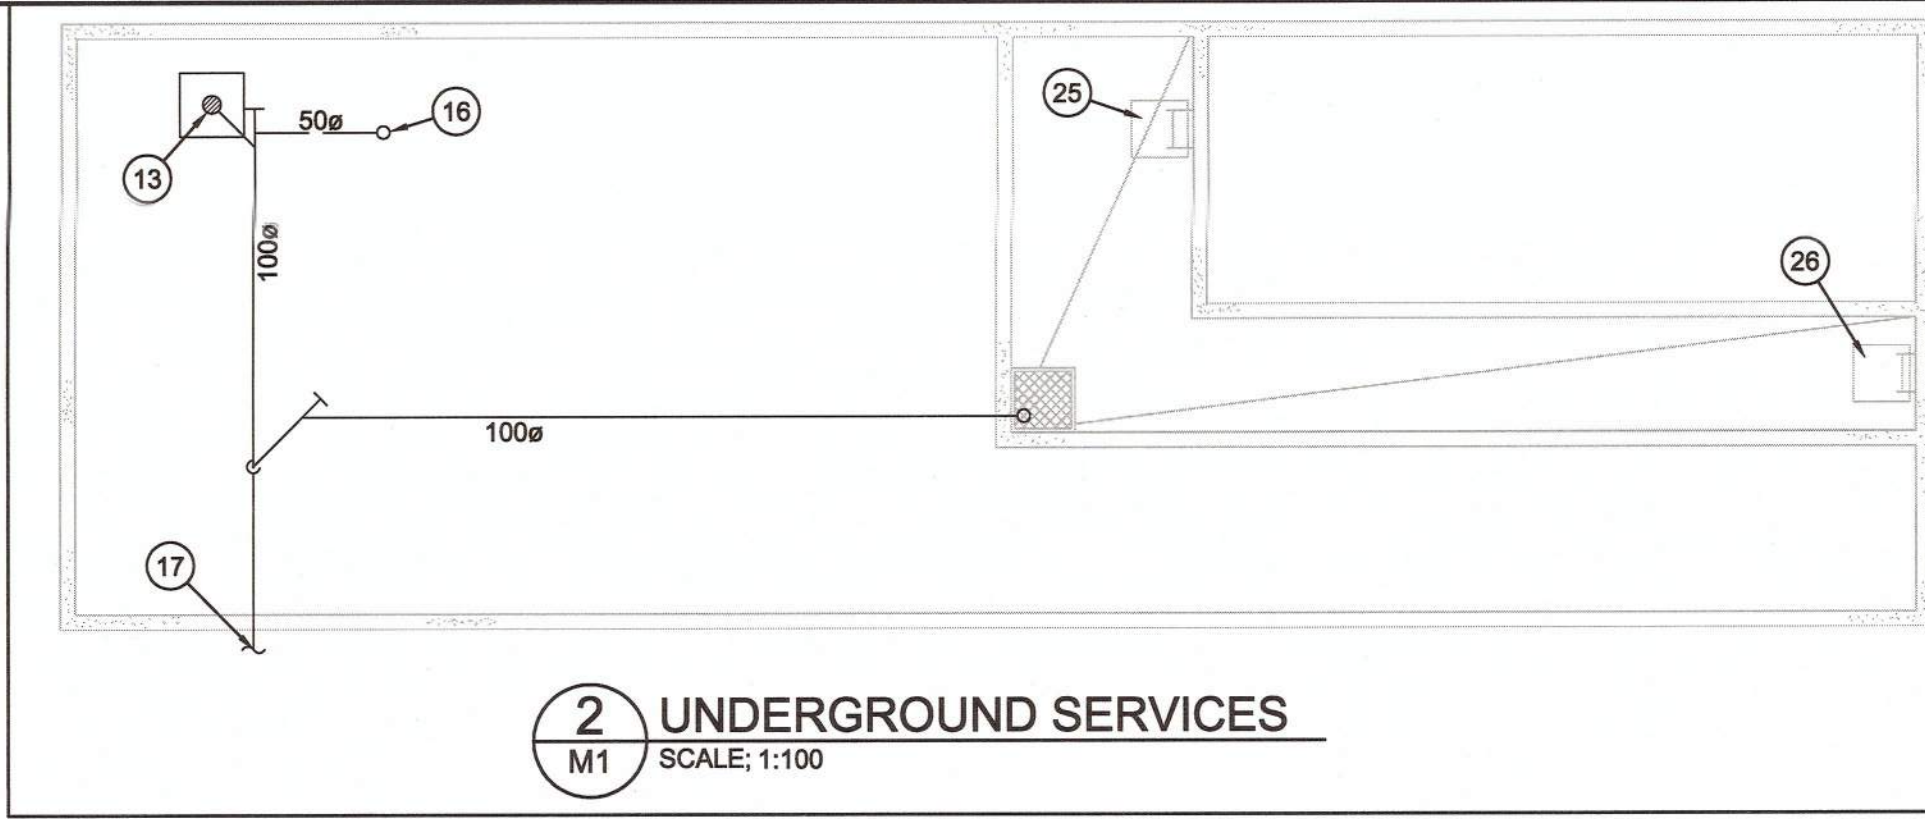 25
16
50ø
13
100ø
26
100ø
17
2
M1
UNDERGROUND SERVICES
SCALE; 1:100